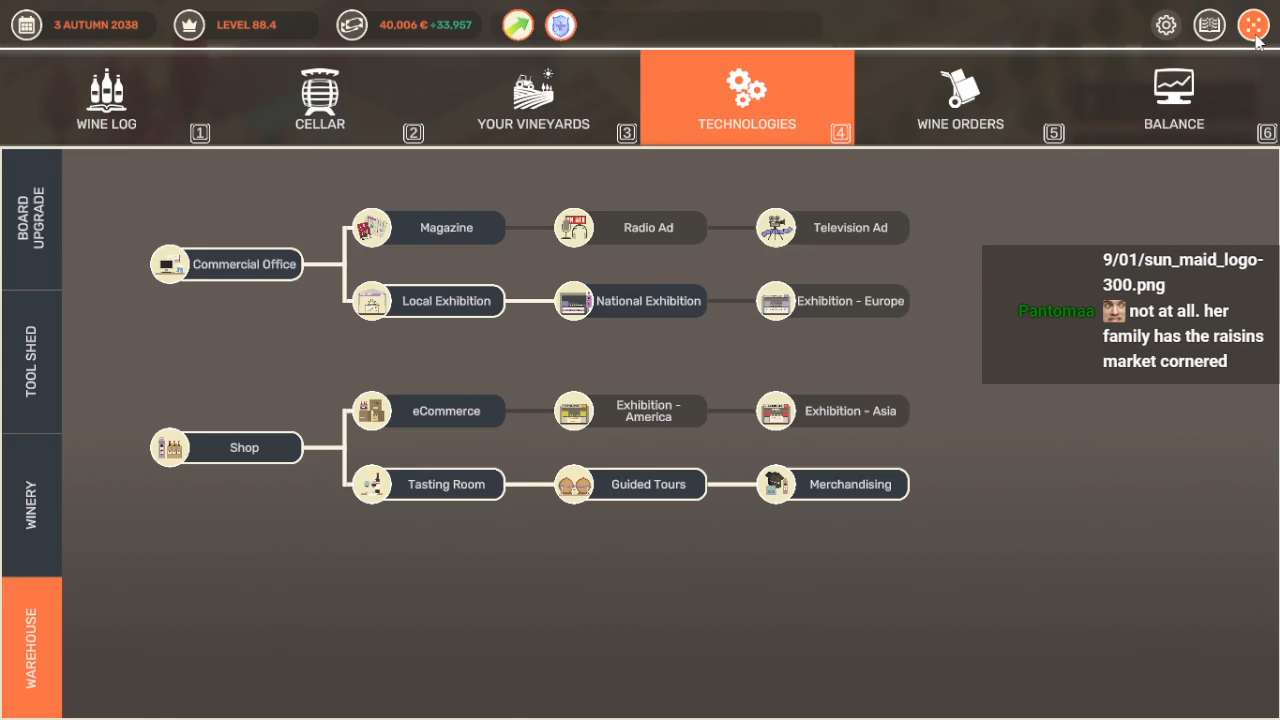 3 AUTUMN 2038
LEVEL 88.4
40,006 € +33,957
WINE LOG
1
CELLAR
2
YOUR VINEYARDS
3
TECHNOLOGIES
4
WINE ORDERS
5
BALANCE
6
BOARD
UPGRADE
TOOL SHED
WINERY
WAREHOUSE
Commercial Office
Magazine
Radio Ad
ON AIR
Television Ad
Local Exhibition
National Exhibition
Exhibition - Europe
Shop
eCommerce
Exhibition -
America
Exhibition - Asia
Tasting Room
Guided Tours
Merchandising
9/01/sun_maid_logo-
300.png
Pantomaa not at all. her
family has the raisins
market cornered